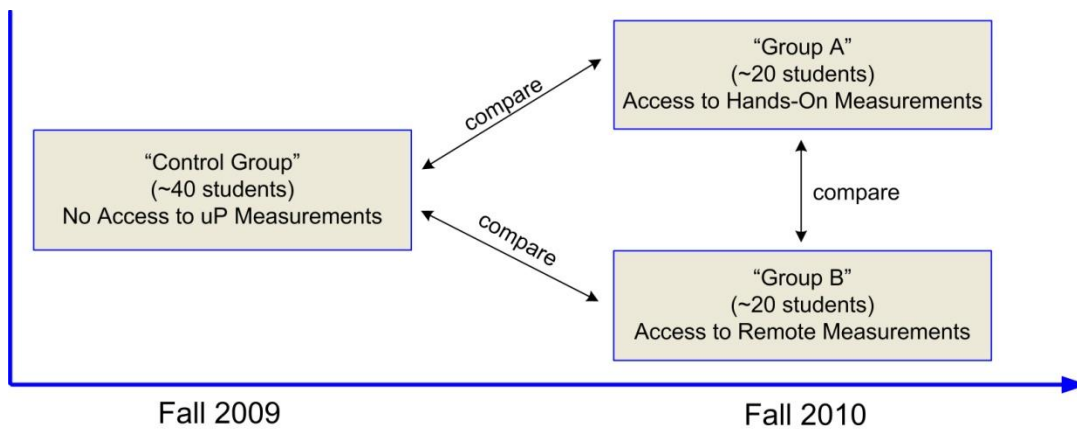 “Control Group”
(~40 students)
No Access to uP Measurements
compare
compare
“Group A”
(~20 students)
Access to Hands-On Measurements
compare
“Group B”
(~20 students)
Access to Remote Measurements
Fall 2009
Fall 2010